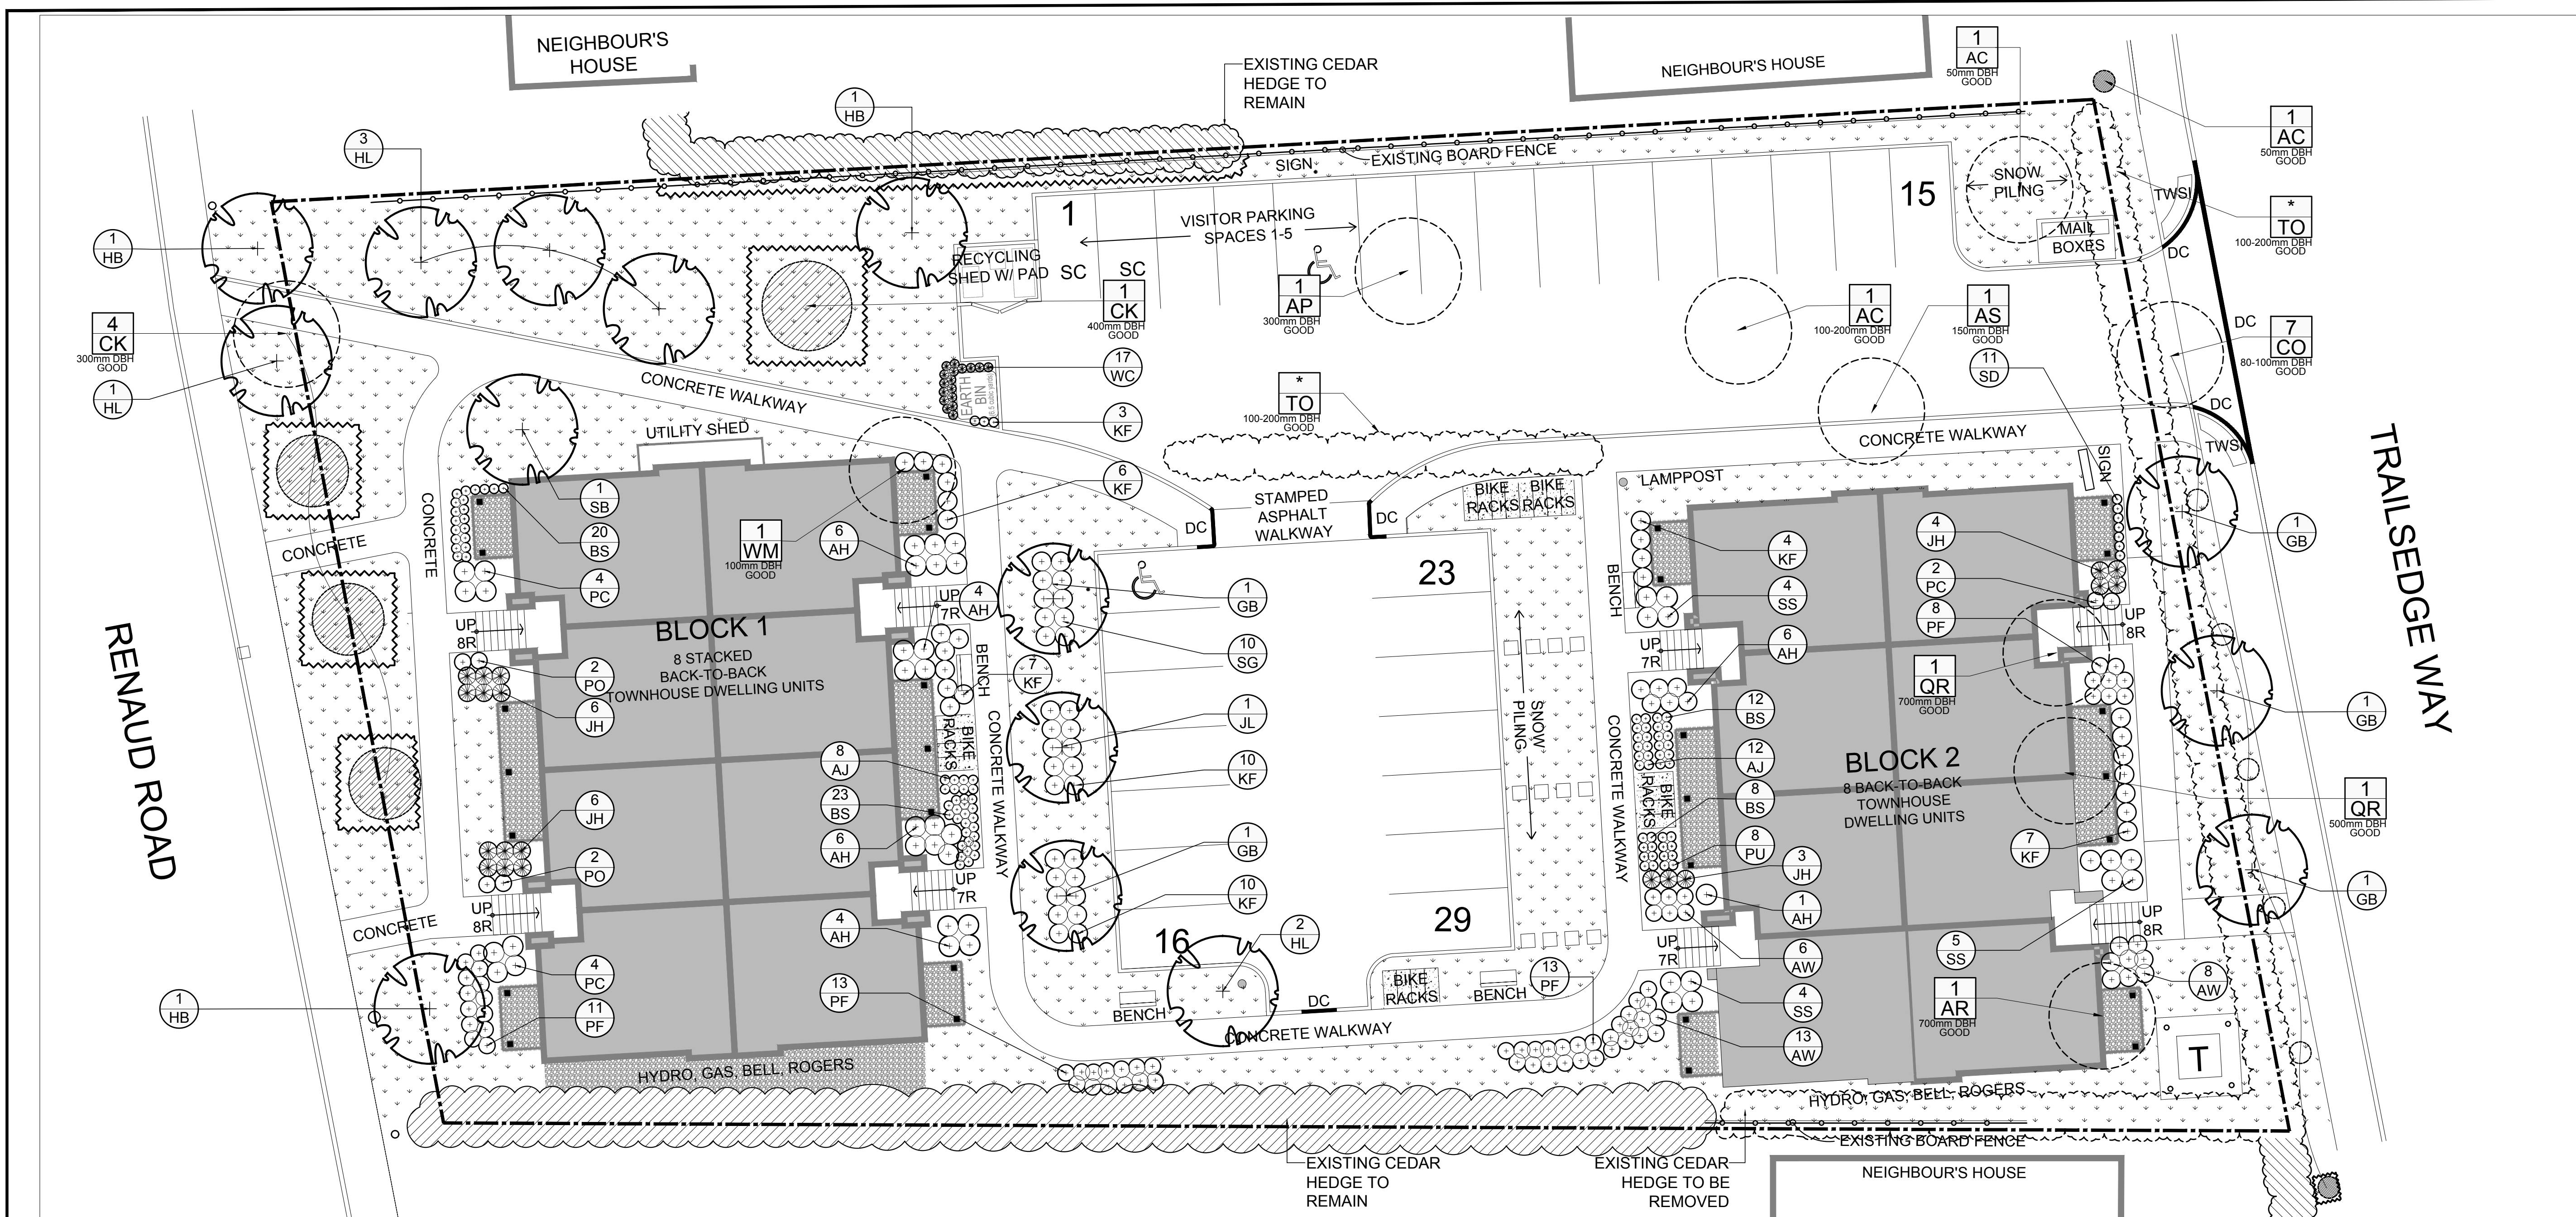 NEIGHBOUR'S
HOUSE
EXISTING CEDAR
HEDGE TO
REMAIN
NEIGHBOUR'S HOUSE
1
AC
50mm DBH
GOOD
1
HB
3
HL
1
AC
50mm DBH
GOOD
SIGN
EXISTING BOARD FENCE
15
SNOW
PILING
TWSI
*
TO
100-200mm DBH
GOOD
1
HB
1
VISITOR PARKING
SPACES 1-5
MAIL
BOXES
DC
RECYCLING
SHED W/ PAD
SC
SC
1
CK
400mm DBH
GOOD
1
AP
300mm DBH
GOOD
1
AC
100-200mm DBH
GOOD
1
AS
150mm DBH
GOOD
DC
7
CO
80-100mm DBH
GOOD
4
CK
300mm DBH
GOOD
1
HL
17
WC
11
SD
*
TO
100-200mm DBH
GOOD
CONCRETE WALKWAY
EARTH
BIN
3
KF
DC
UTILITY SHED
CONCRETE WALKWAY
TWSI
TRAILSEDGE WAY
6
KF
LAMPPOST
SIGN
CONCRETE
1
SB
STAMPED
ASPHALT
WALKWAY
DC
DC
BIKE
RACKS
BIKE
RACKS
20
BS
1
WM
100mm DBH
GOOD
6
AH
4
KF
4
JH
1
GB
CONCRETE
4
PC
23
BENCH
2
PC
4
SS
UP
7R
4
AH
1
GB
8
PF
RENAUD ROAD
UP
8R
BLOCK 1
8 STACKED
BACK-TO-BACK
TOWNHOUSE DWELLING UNITS
BENCH
10
SG
UP
7R
6
AH
UP
8R
2
PO
7
KF
1
QR
700mm DBH
GOOD
6
JH
1
JL
SNOW
PILING
12
BS
1
GB
BIKE
RACKS
CONCRETE WALKWAY
CONCRETE WALKWAY
8
AJ
10
KF
12
AJ
BLOCK 2
8 BACK-TO-BACK
TOWNHOUSE
DWELLING UNITS
23
BS
6
JH
BIKE
RACKS
8
BS
1
QR
500mm DBH
GOOD
6
AH
1
GB
8
PU
7
KF
2
PO
UP
7R
10
KF
3
JH
1
GB
UP
8R
CONCRETE
4
AH
16
2
HL
29
1
AH
UP
7R
5
SS
UP
8R
6
AW
4
PC
13
PF
BIKE
RACKS
BENCH
13
PF
8
AW
1
HB
11
PF
BENCH
DC
CONCRETE WALKWAY
4
SS
1
AR
700mm DBH
GOOD
13
AW
T
HYDRO, GAS, BELL, ROGERS
HYDRO, GAS, BELL, ROGERS
EXISTING BOARD FENCE
EXISTING CEDAR
HEDGE TO
REMAIN
EXISTING CEDAR
HEDGE TO BE
REMOVED
NEIGHBOUR'S HOUSE